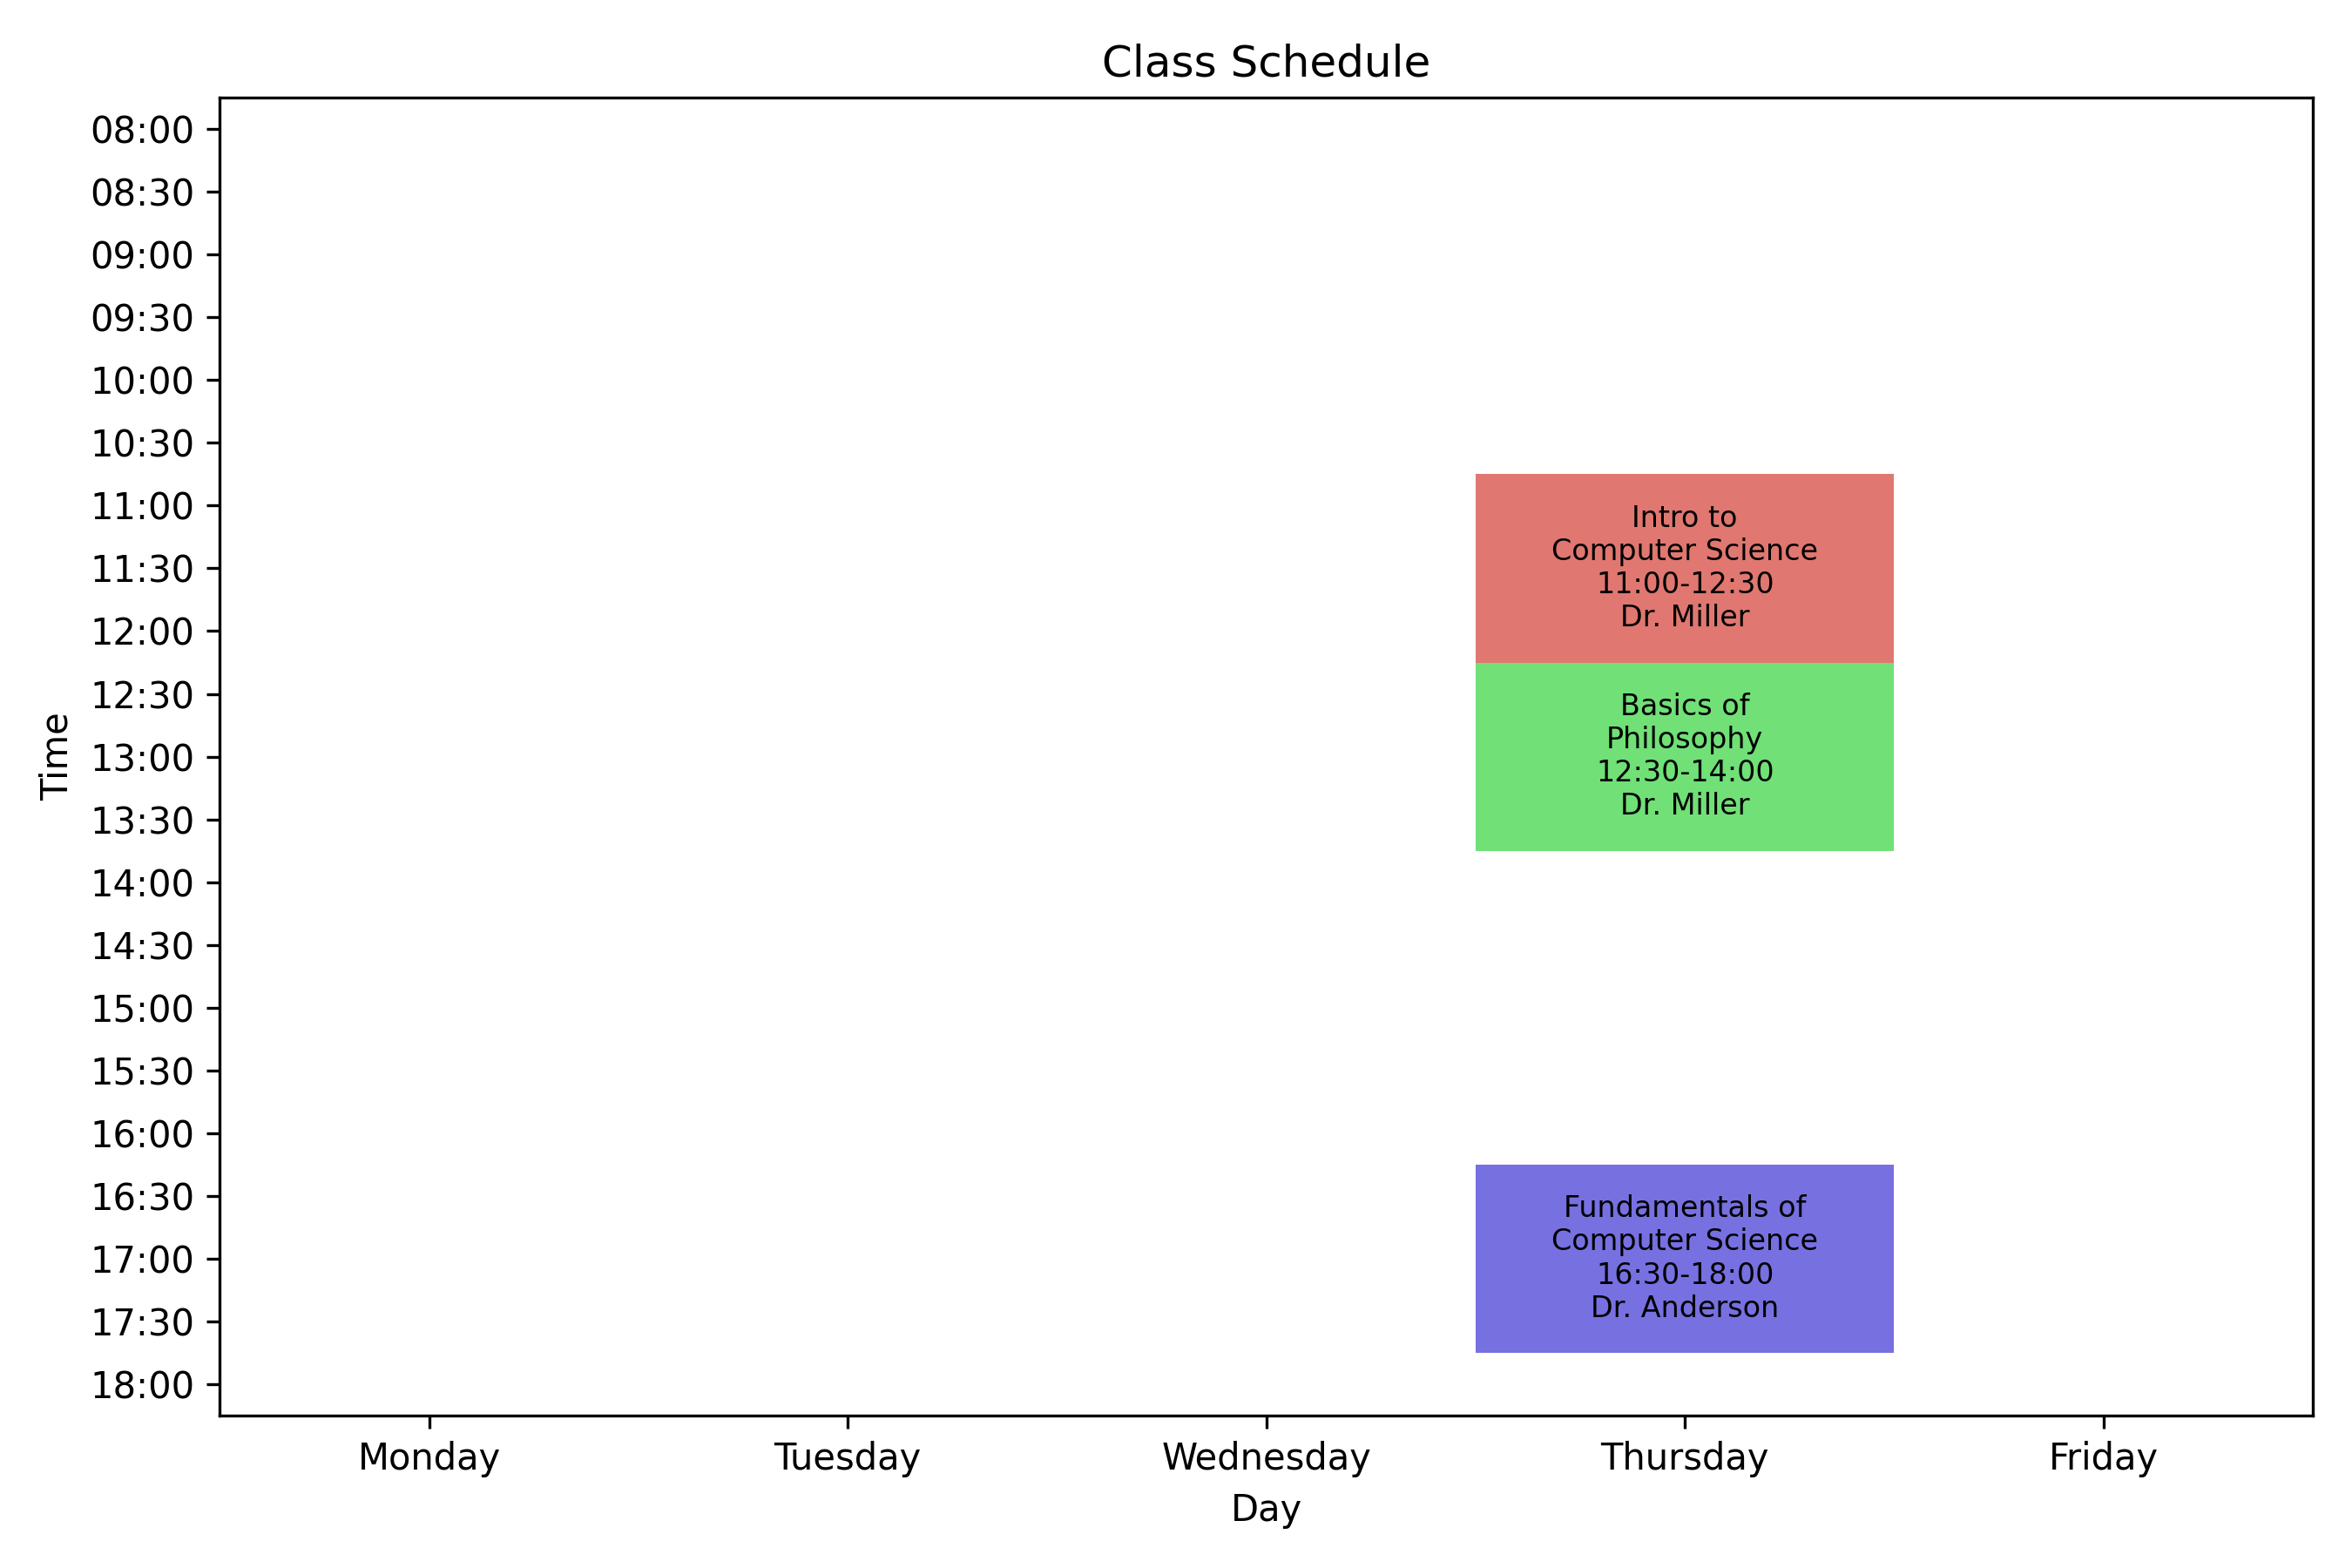 Class Schedule
08:00
08:30
09:00
09:30
10:00
10:30
11:00
11:30
12:00
12:30
13:00
13:30
14:00
14:30
15:00
15:30
16:00
16:30
17:00
17:30
18:00
Time
Intro to
Computer Science
11:00-12:30
Dr. Miller
Basics of
Philosophy
12:30-14:00
Dr. Miller
Fundamentals of
Computer Science
16:30-18:00
Dr. Anderson
Monday
Tuesday
Wednesday
Thursday
Friday
Day